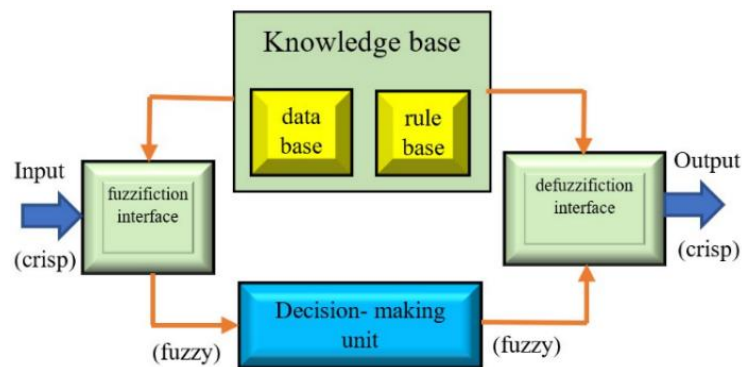 Knowledge base
data
base
rule
base
Input
fuzzifiction
interface
(crisp)
defuzzifiction
interface
Output
(crisp)
Decision- making
unit
(fuzzy)
(fuzzy)